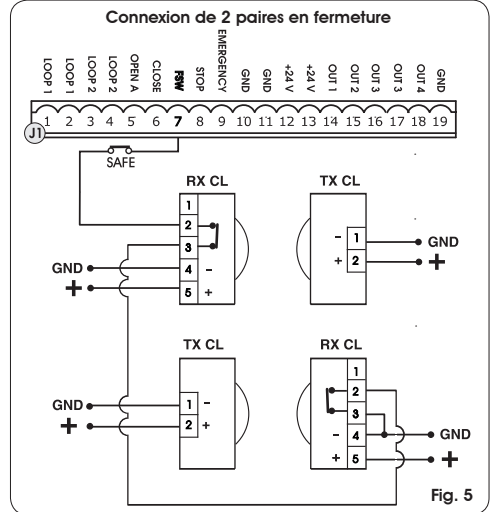 Connexion de 2 paires en fermeture
LOOP 1 LOOP 1 LOOP 2 LOOP 2 OPEN A CLOSE FSW STOP EMERGENCY GND GND +24 V +24 V OUT 1 OUT 2 OUT 3 OUT 3 OUT 4 GND
J1 1 2 3 4 5 6 7 8 9 10 11 12 13 14 15 16 17 18 19
SAFE
RX CL
TX CL
1
2
3
GND 4 -
+ 5 +
- 1 GND
+ 2 +
TX CL
RX CL
GND 1 -
+ 2 +
1
2
3
- 4 GND
+ 5 +
Fig. 5